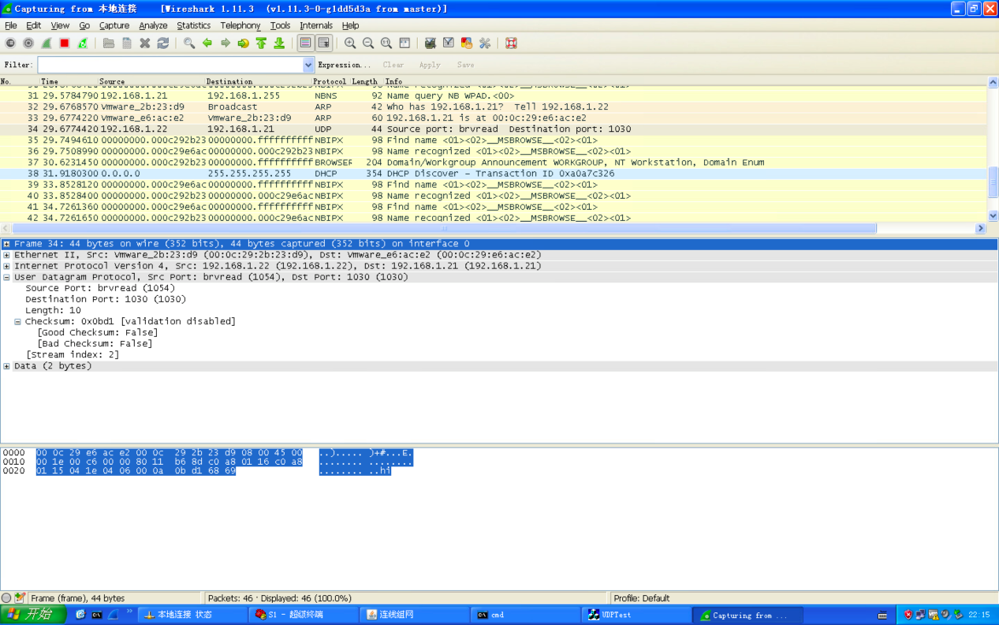 Capturing from 本地连接 [Wireshark 1.11.3 (v1.11.3-0-g1dd5d3a from master)]
File Edit View Go Capture Analyze Statistics Telephony Tools Internals Help
Filter: Expression... Clear Apply Save
No. Time Source Destination Protocol Length Info
31 29.5784790 192.168.1.21 192.168.1.255 NBNS 92 Name query NB WPAD.<00>
32 29.6768570 Vmware_2b:23:d9 Broadcast ARP 42 Who has 192.168.1.21? Tell 192.168.1.22
33 29.6774220 Vmware_e6:ac:e2 Vmware_2b:23:d9 ARP 60 192.168.1.21 is at 00:0c:29:e6:ac:e2
34 29.6774420 192.168.1.22 192.168.1.21 UDP 44 Source port: brvread Destination port: 1030
35 29.7494610 00000000.000c292b23 00000000.ffffffffff NBIPX 98 Find name <01><02>__MSBROWSE__<02><01>
36 29.7508990 00000000.000c29e6ac 00000000.000c292b23 NBIPX 98 Name recognized <01><02>__MSBROWSE__<02><01>
37 30.6231450 00000000.000c292b23 00000000.ffffffffff BROWSER 204 Domain/Workgroup Announcement WORKGROUP, NT Workstation, Domain Enum
38 31.9180300 0.0.0.0 255.255.255.255 DHCP 354 DHCP Discover - Transaction ID 0xa0a7c326
39 33.8528120 00000000.000c29e6ac 00000000.ffffffffff NBIPX 98 Find name <01><02>__MSBROWSE__<02><01>
40 33.8528400 00000000.000c292b23 00000000.000c29e6ac NBIPX 98 Name recognized <01><02>__MSBROWSE__<02><01>
41 34.7261360 00000000.000c29e6ac 00000000.ffffffffff NBIPX 98 Find name <01><02>__MSBROWSE__<02><01>
42 34.7261650 00000000.000c292b23 00000000.000c29e6ac NBIPX 98 Name recognized <01><02>__MSBROWSE__<02><01>
Frame 34: 44 bytes on wire (352 bits), 44 bytes captured (352 bits) on interface 0
Ethernet II, Src: Vmware_2b:23:d9 (00:0c:29:2b:23:d9), Dst: Vmware_e6:ac:e2 (00:0c:29:e6:ac:e2)
Internet Protocol Version 4, Src: 192.168.1.22 (192.168.1.22), Dst: 192.168.1.21 (192.168.1.21)
User Datagram Protocol, Src Port: brvread (1054), Dst Port: 1030 (1030)
Source Port: brvread (1054)
Destination Port: 1030 (1030)
Length: 10
Checksum: 0x0bd1 [validation disabled]
[Good Checksum: False]
[Bad Checksum: False]
[Stream index: 2]
Data (2 bytes)
0000 00 0c 29 e6 ac e2 00 0c 29 2b 23 d9 08 00 45 00 ..)..... )+#...E.
0010 00 1e 00 c6 00 00 80 11 b6 8d c0 a8 01 16 c0 a8 ........ ........
0020 01 15 04 1e 04 06 00 0a 0b d1 68 69 ........ ..hi
Frame (frame), 44 bytes Packets: 46 · Displayed: 46 (100.0%) Profile: Default
开始 本地连接 状态 S1 - 超级终端 连线组网 cmd UDPTest Capturing from ... 22:15